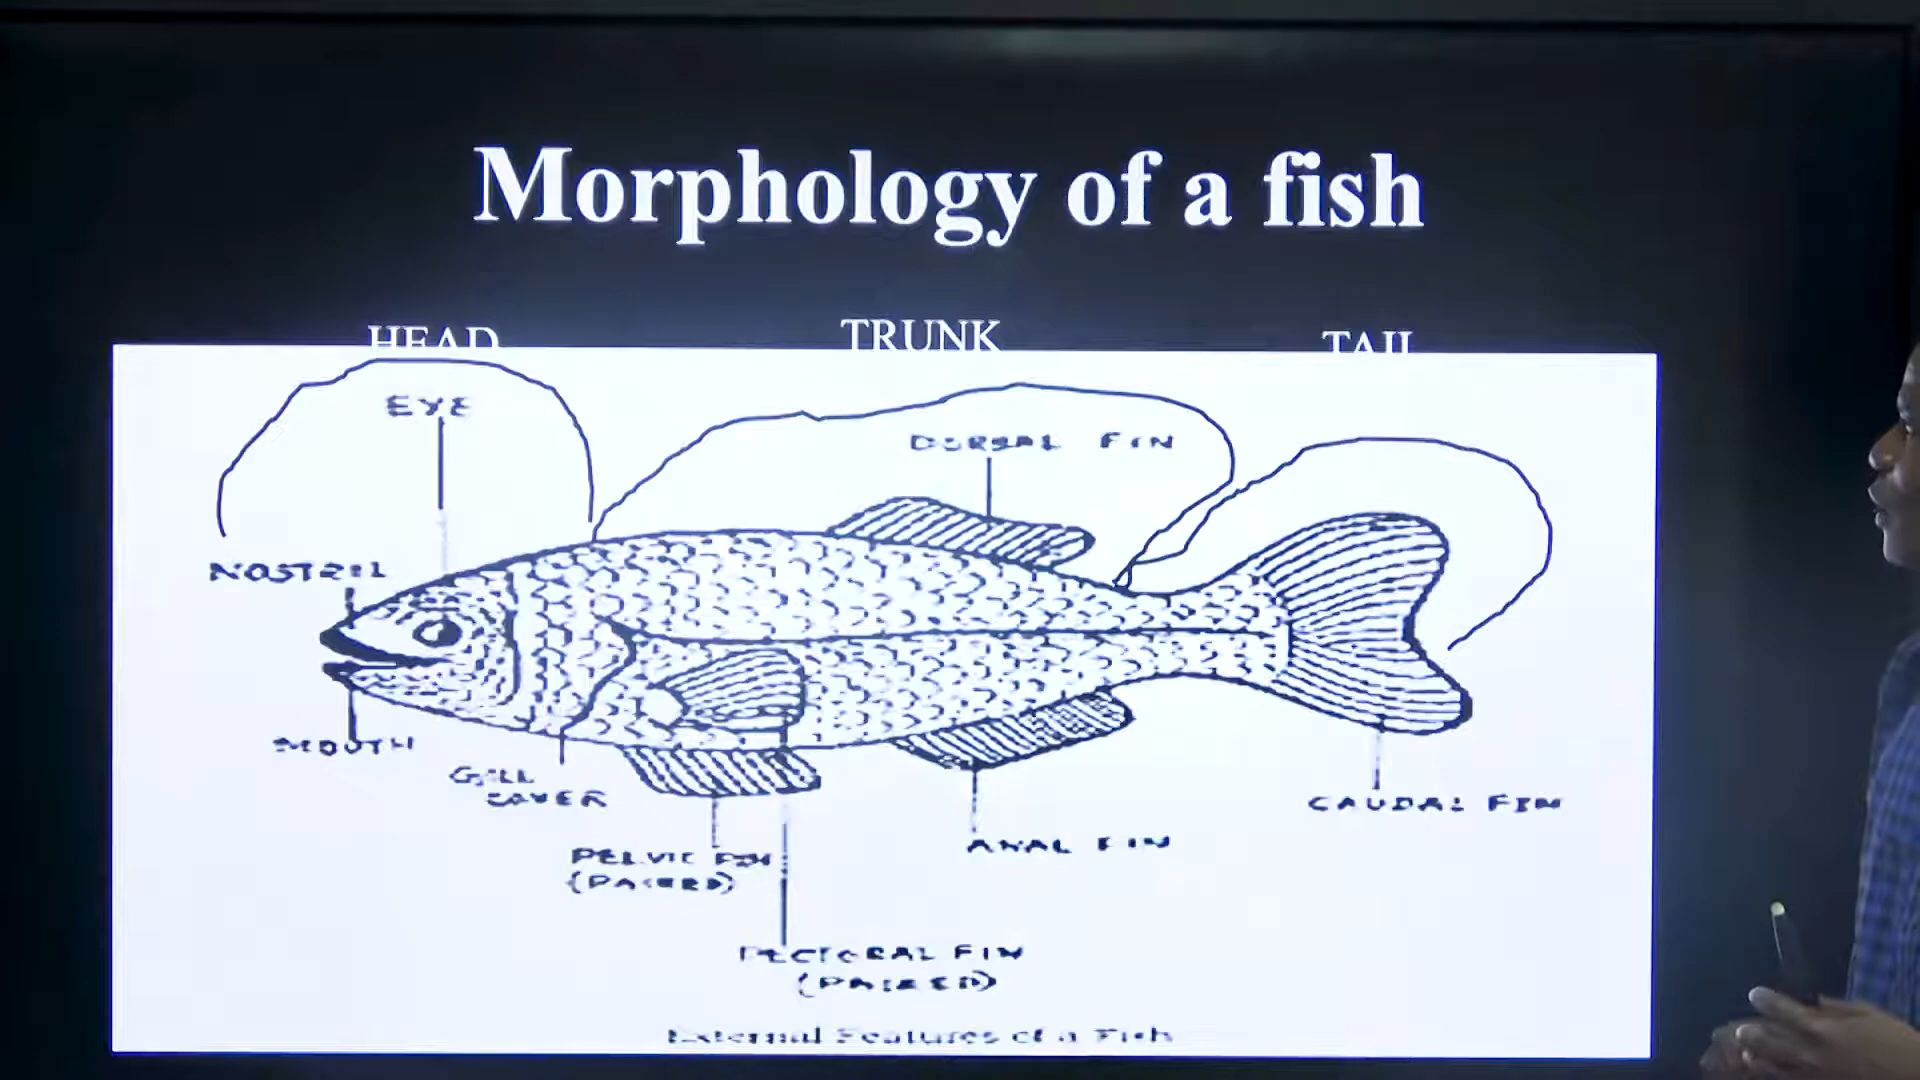 Morphology of a fish
HEAD
TRUNK
TAIL
EYE
DORSAL FIN
NOSTRIL
MOUTH
GILL
COVER
CAUDAL FIN
ANAL FIN
PELVIC FIN
(PAIRED)
PECTORAL FIN
(PAIRED)
External Features of a Fish